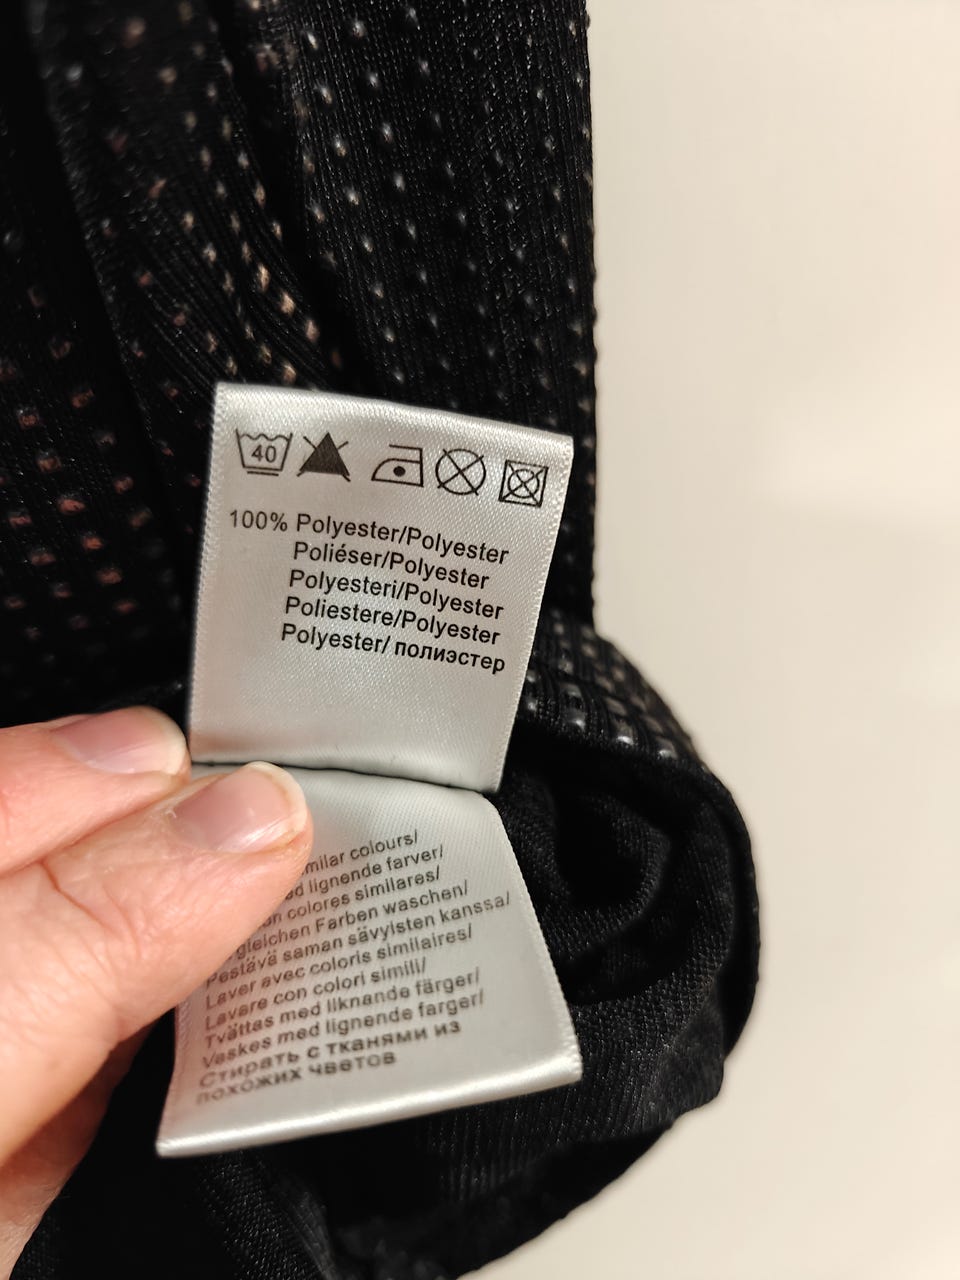 40
100% Polyester/Polyester
Poliéser/Polyester
Polyesteri/Polyester
Poliestere/Polyester
Polyester/ полиэстер
colours/
lignende farver/
colores similares/
Farben waschen/
Pestävä saman sävyisten kanssa/
Laver avec coloris similaires/
Lavare con colori simili/
Tvättas med liknande färger/
Vaskes med lignende farger/
Стирать с тканями из
похожих цветов